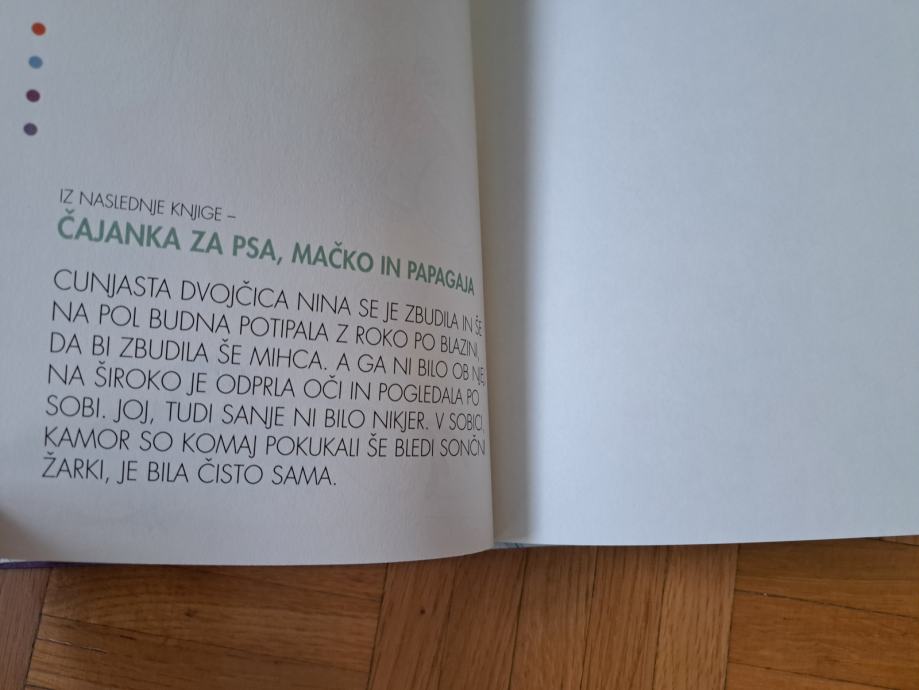 IZ NASLEDNJE KNJIGE –
ČAJANKA ZA PSA, MAČKO IN PAPAGAJA
CUNJASTA DVOJČICA NINA SE JE ZBUDILA IN ŠE
NA POL BUDNA POTIPALA Z ROKO PO BLAZINI,
DA BI ZBUDILA ŠE MIHCA. A GA NI BILO OB NJEJ,
NA ŠIROKO JE ODPRLA OČI IN POGLEDALA PO
SOBI. JOJ, TUDI SANJE NI BILO NIKJER. V SOBICI,
KAMOR SO KOMAJ POKUKALI ŠE BLEDI SONČNI
ŽARKI, JE BILA ČISTO SAMA.